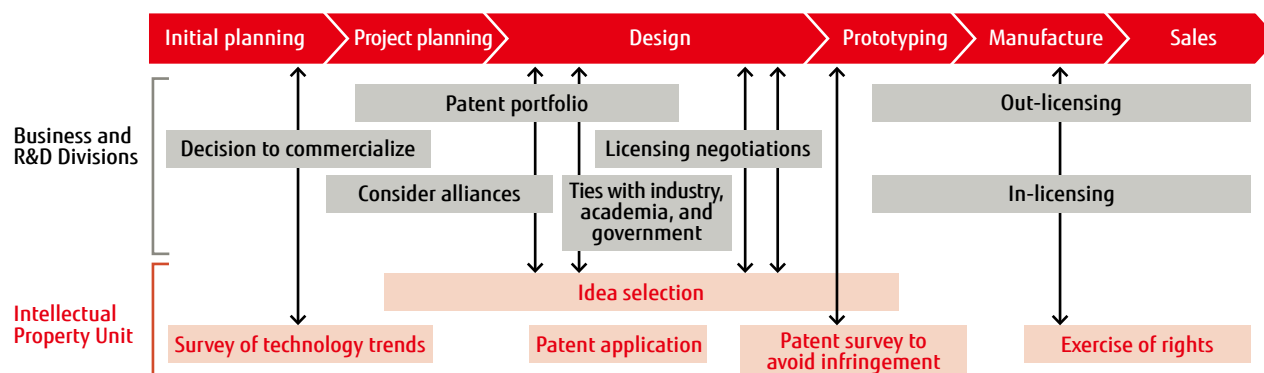 Initial planning
Project planning
Design
Prototyping
Manufacture
Sales
Business and
R&D Divisions
Patent portfolio
Out-licensing
Decision to commercialize
Licensing negotiations
Consider alliances
Ties with industry,
academia, and
government
In-licensing
Intellectual
Property Unit
Idea selection
Survey of technology trends
Patent application
Patent survey to
avoid infringement
Exercise of rights